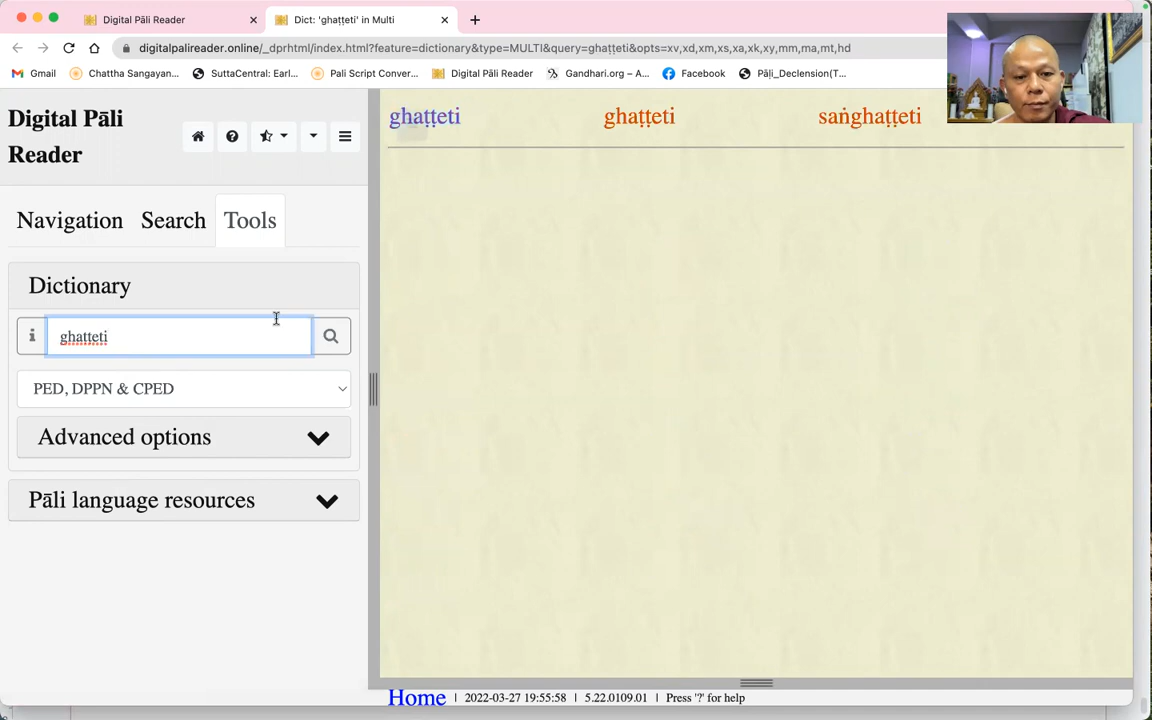 Digital Pāli Reader
Dict: 'ghaṭṭeti' in Multi
digitalpalireader.online/_dprhtml/index.html?feature=dictionary&type=MULTI&query=ghaṭṭeti&opts=xv,xd,xm,xs,xa,xk,xy,mm,ma,mt,hd
Gmail
Chattha Sangayan...
SuttaCentral: Earl...
Pali Script Conver...
Digital Pāli Reader
Gandhari.org – A...
Facebook
Pāḷi_Declension(T...
Digital Pāli
Reader
Navigation
Search
Tools
Dictionary
ghaṭṭeti
PED, DPPN & CPED
Advanced options
Pāli language resources
ghaṭṭeti
ghaṭṭeti
saṅghaṭṭeti
Home | 2022-03-27 19:55:58 | 5.22.0109.01 | Press '?' for help